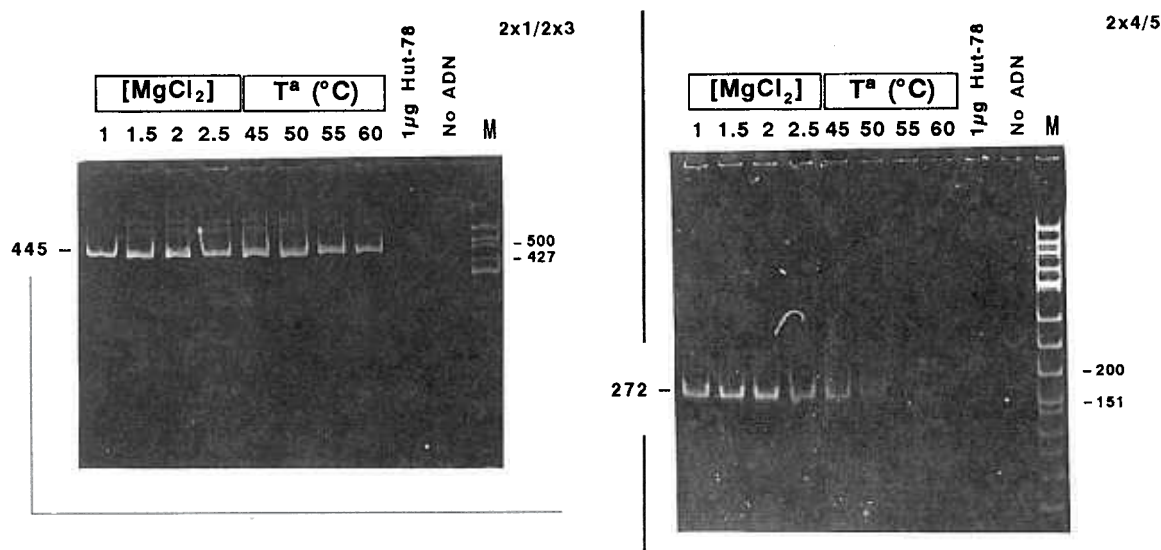 2x1/2x3
[MgCl₂] Tª (°C) 1µg Hut-78 No ADN
1 1.5 2 2.5 45 50 55 60 M
445 –
- 500
- 427
2x4/5
[MgCl₂] Tª (°C) 1µg Hut-78 No ADN
1 1.5 2 2.5 45 50 55 60 M
272 –
- 200
- 151